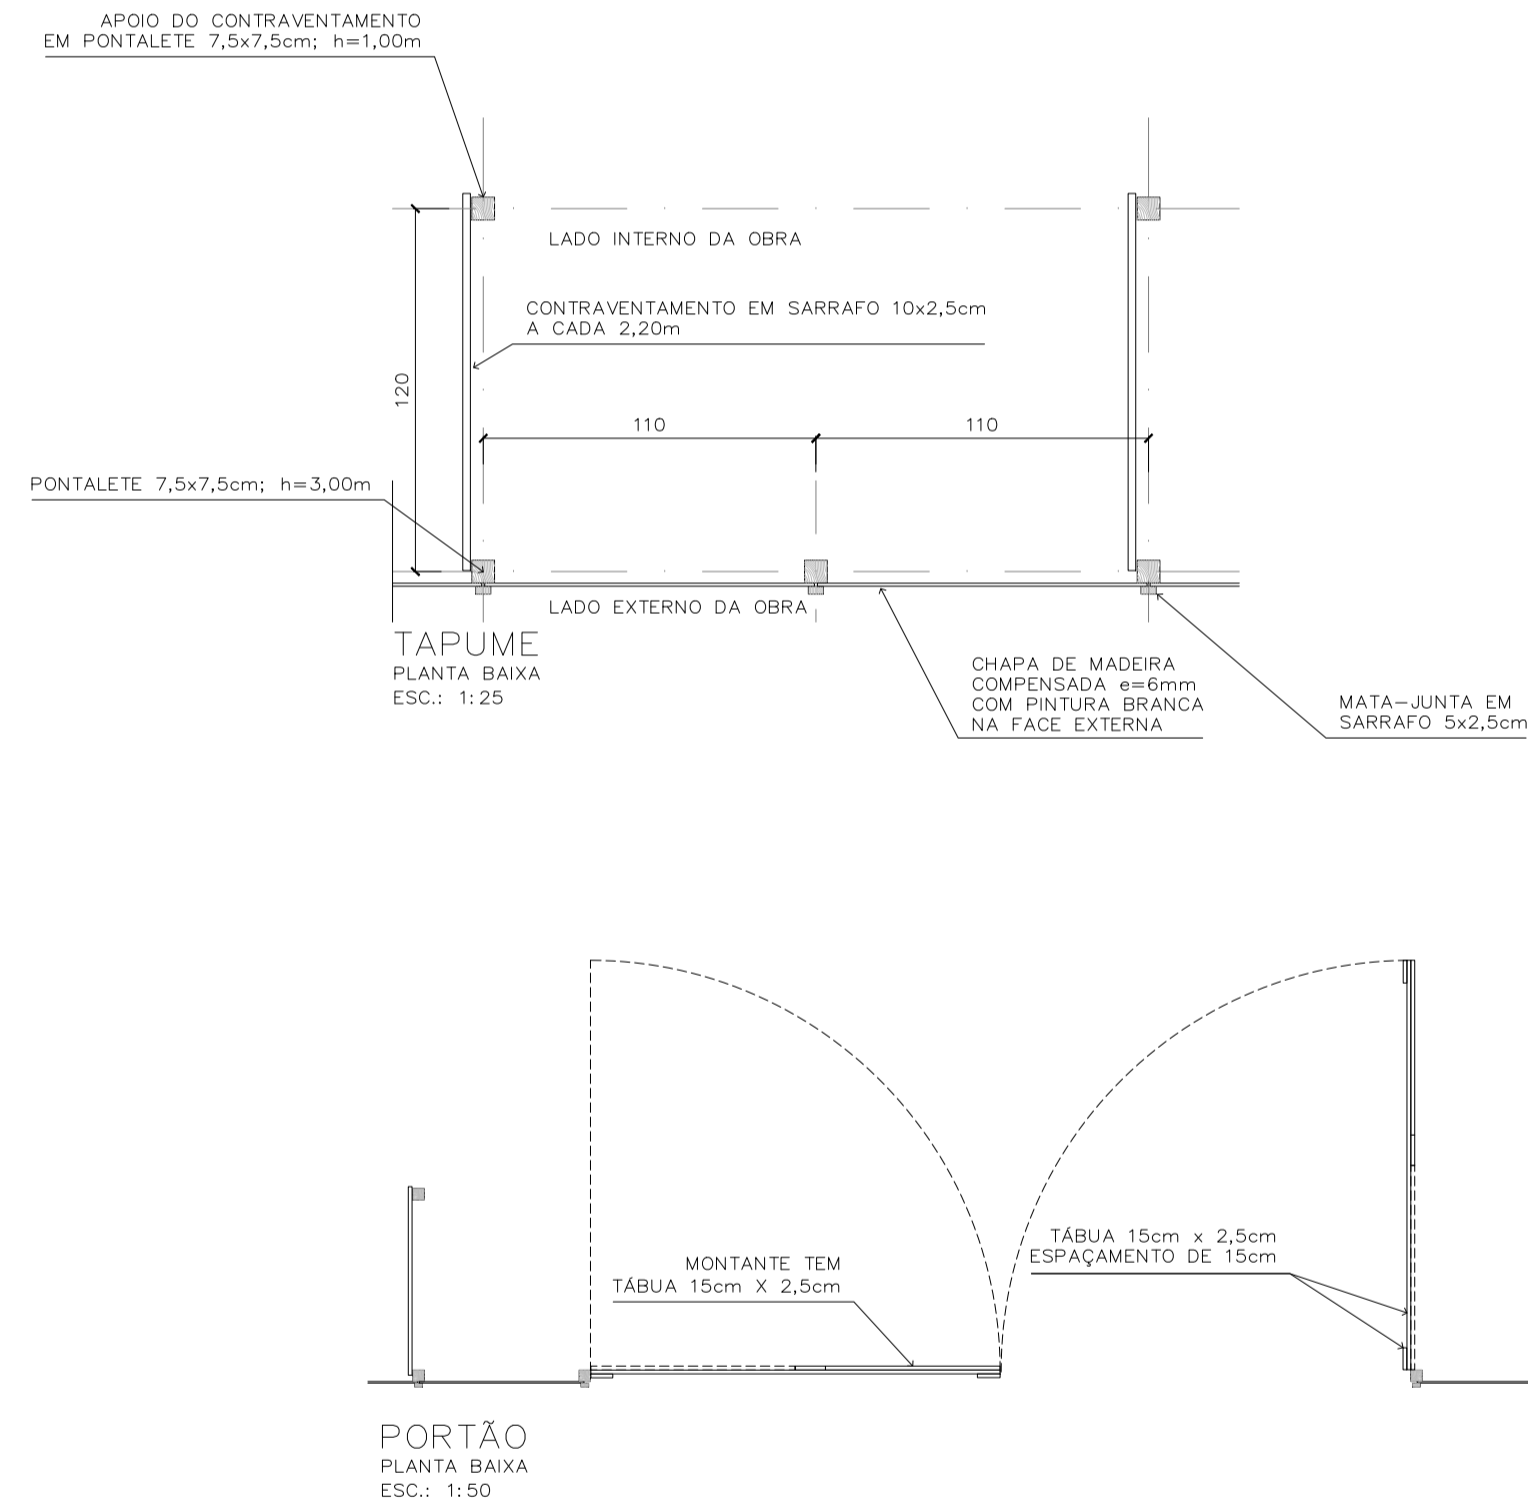 APOIO DO CONTRAVENTAMENTO
EM PONTALETE 7,5x7,5cm; h=1,00m
LADO INTERNO DA OBRA
CONTRAVENTAMENTO EM SARRAFO 10x2,5cm
A CADA 2,20m
120
110
110
PONTALETE 7,5x7,5cm; h=3,00m
LADO EXTERNO DA OBRA
TAPUME
PLANTA BAIXA
ESC.: 1:25
CHAPA DE MADEIRA
COMPENSADA e=6mm
COM PINTURA BRANCA
NA FACE EXTERNA
MATA-JUNTA EM
SARRAFO 5x2,5cm
MONTANTE TEM
TÁBUA 15cm X 2,5cm
TÁBUA 15cm x 2,5cm
ESPAÇAMENTO DE 15cm
PORTÃO
PLANTA BAIXA
ESC.: 1:50